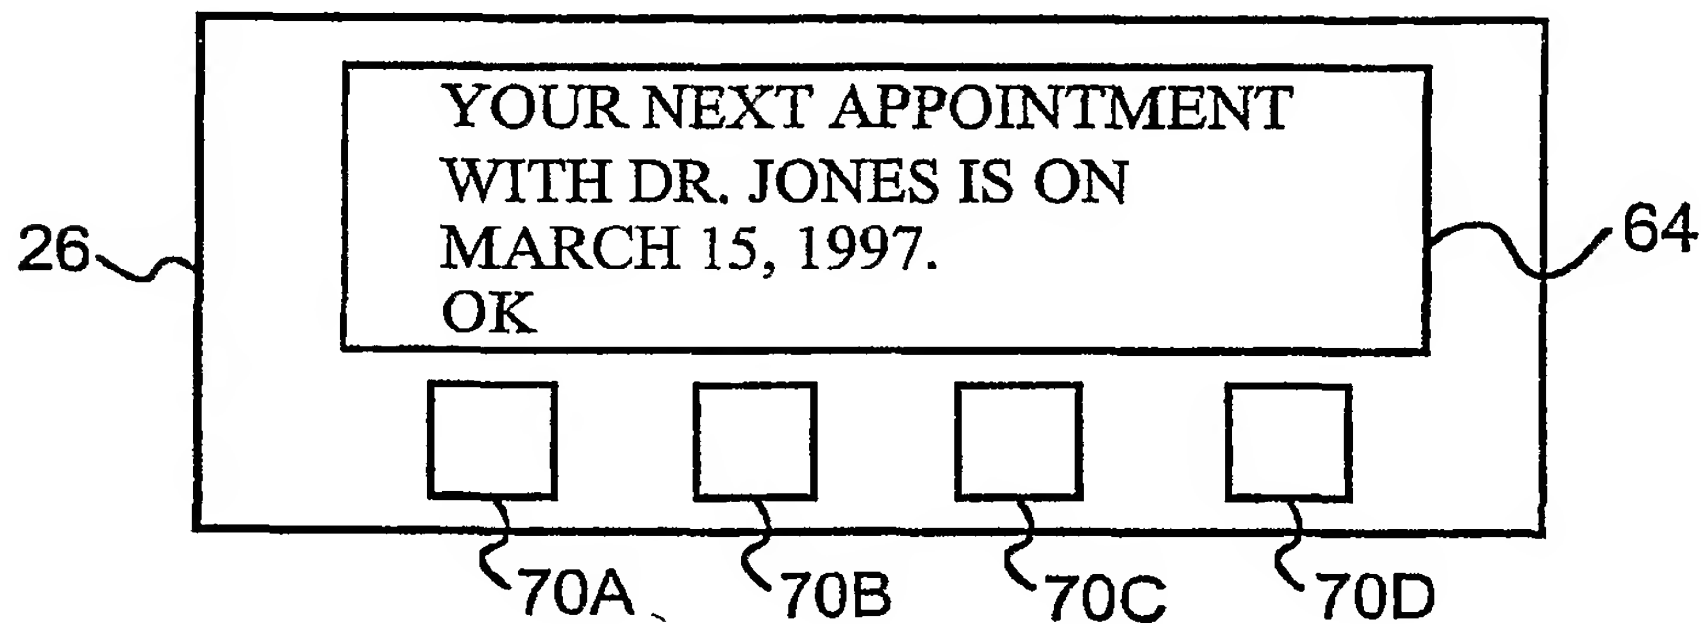 YOUR NEXT APPOINTMENT
WITH DR. JONES IS ON
MARCH 15, 1997.
OK
26
64
70A
70B
70C
70D